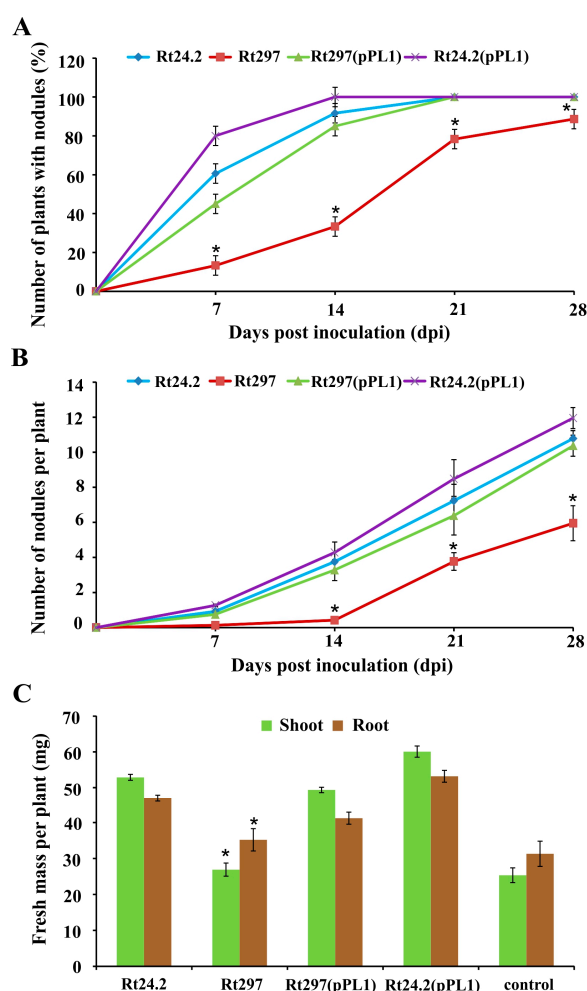 A
Rt24.2 Rt297 Rt297(pPL1) Rt24.2(pPL1)
Number of plants with nodules (%)
120
100
80
60
40
20
0
* * * *
7 14 21 28
Days post inoculation (dpi)
B
Rt24.2 Rt297 Rt297(pPL1) Rt24.2(pPL1)
Number of nodules per plant
14
12
10
8
6
4
2
0
* * *
7 14 21 28
Days post inoculation (dpi)
C
Shoot Root
Fresh mass per plant (mg)
70
60
50
40
30
20
10
0
* *
Rt24.2 Rt297 Rt297(pPL1) Rt24.2(pPL1) control